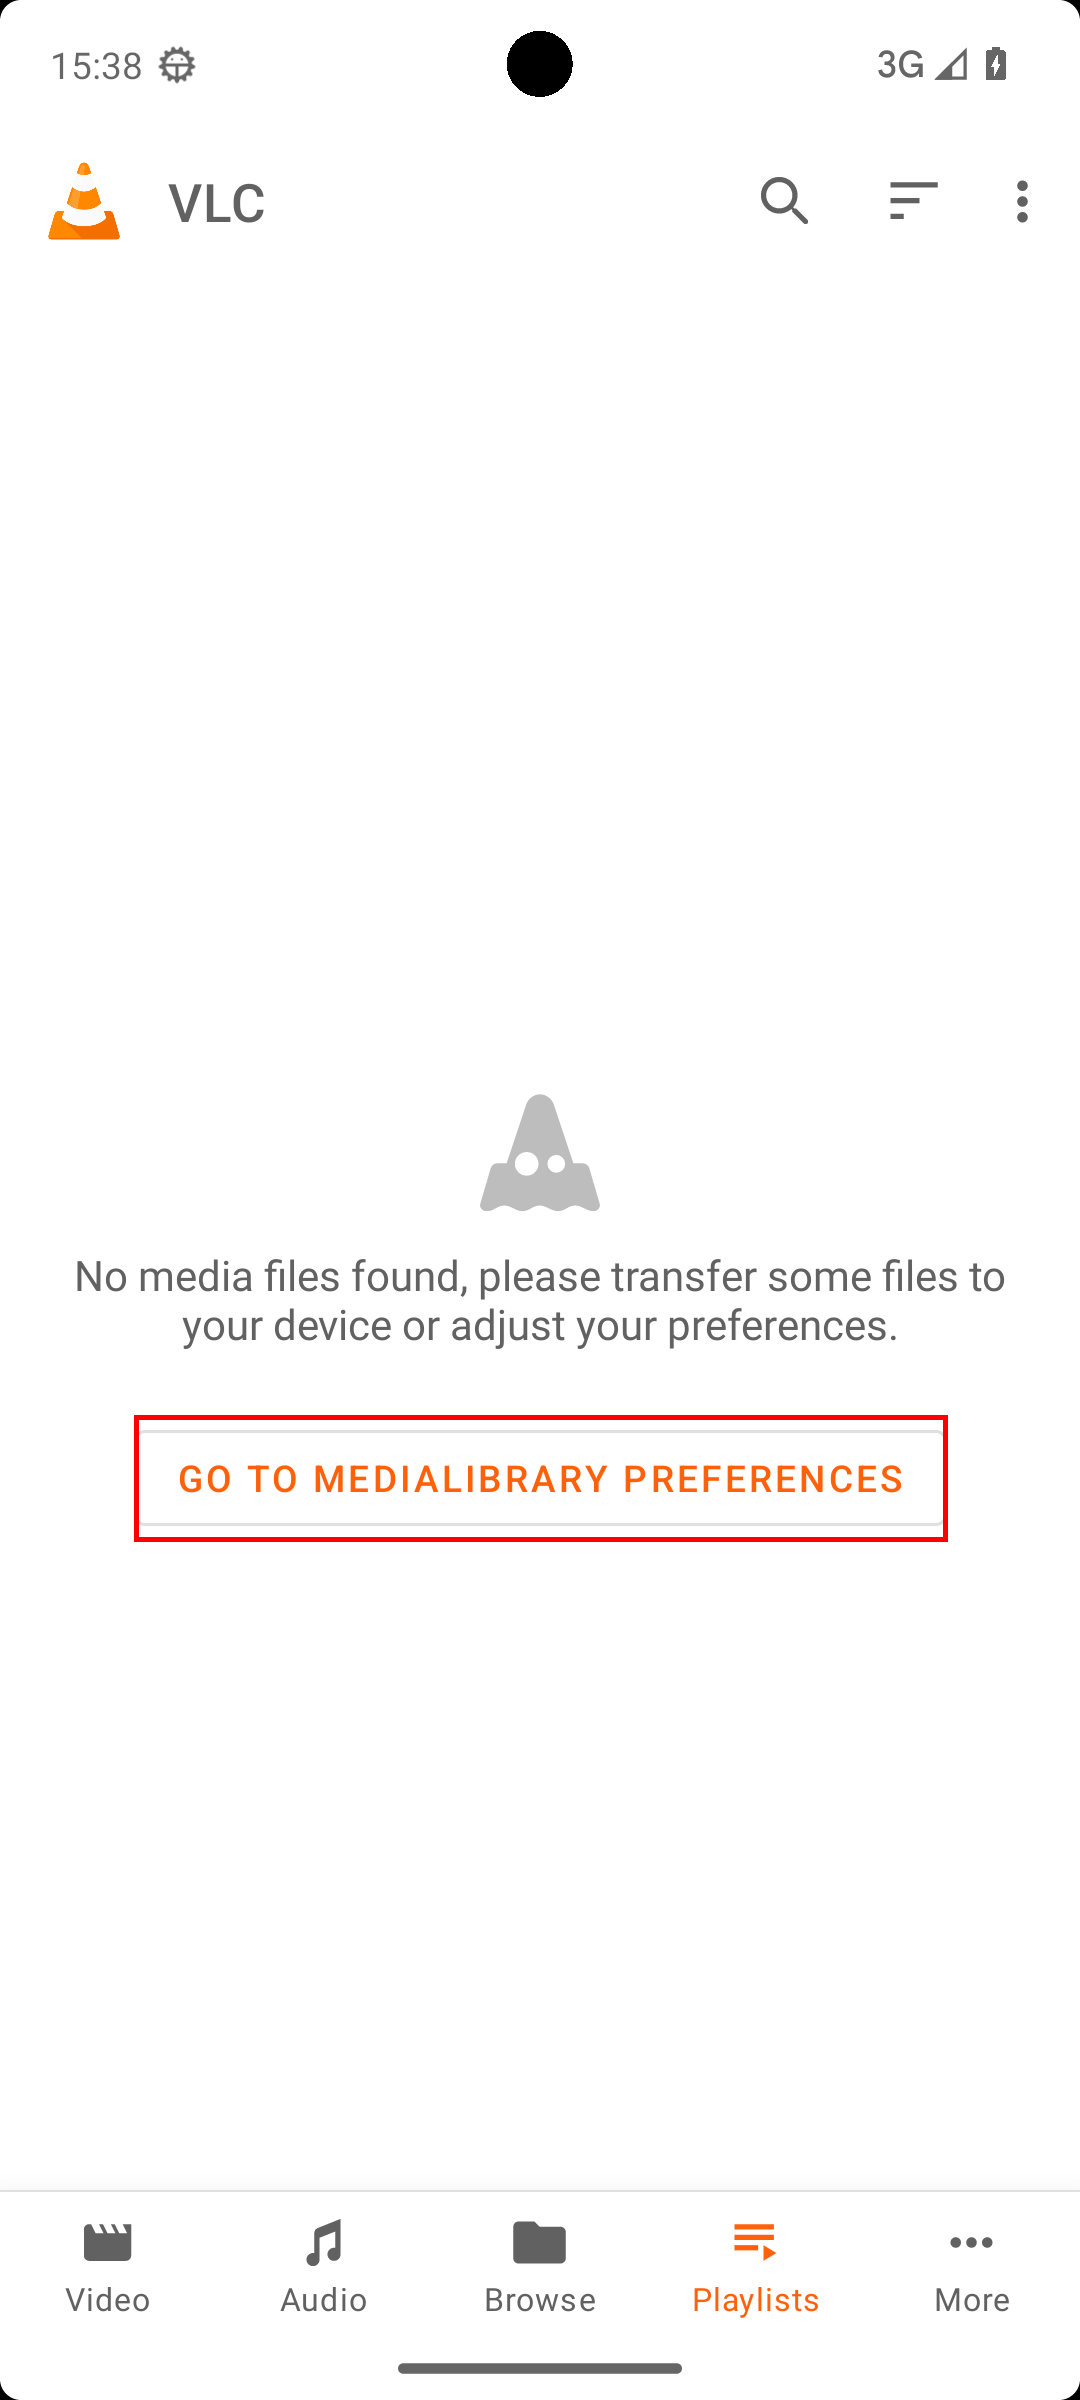 15:38
3G
VLC
No media files found, please transfer some files to
your device or adjust your preferences.
GO TO MEDIALIBRARY PREFERENCES
Video
Audio
Browse
Playlists
More